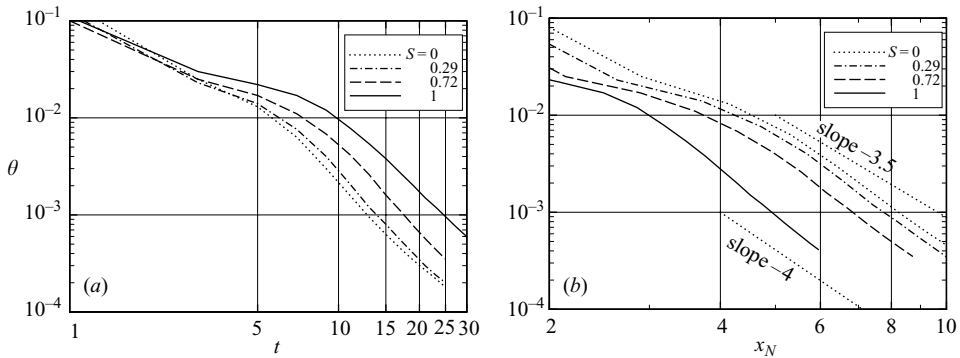 10⁻¹
10⁻²
10⁻³
10⁻⁴
θ
S = 0
0.29
0.72
1
(a)
1 5 10 15 20 25 30
t
10⁻¹
10⁻²
10⁻³
10⁻⁴
S = 0
0.29
0.72
1
slope –3.5
slope –4
(b)
2 4 6 8 10
x_N